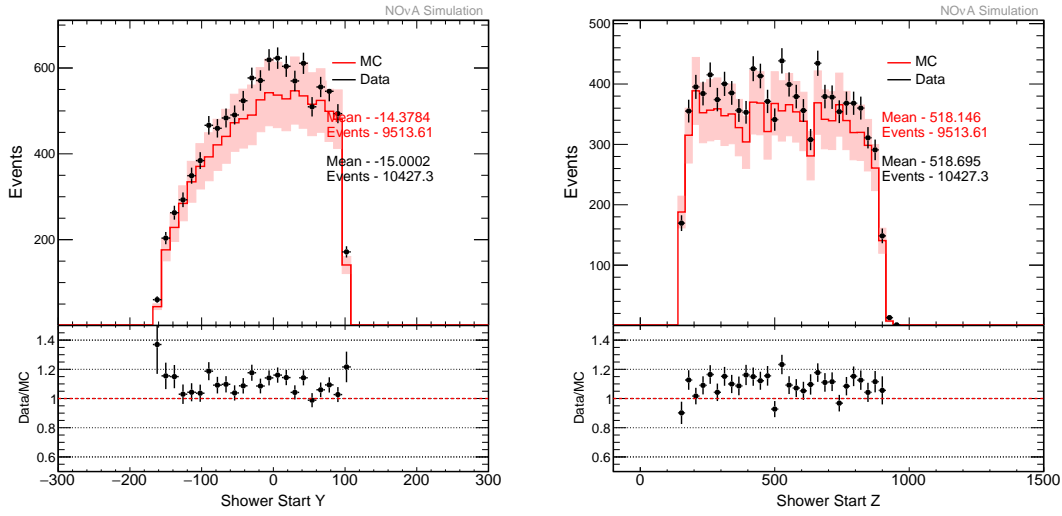 NOνA Simulation
600
400
200
Events
MC
Data
Mean - -14.3784
Events - 9513.61
Mean - -15.0002
Events - 10427.3
1.4
1.2
1
0.8
0.6
Data/MC
−300 −200 −100 0 100 200 300
Shower Start Y
NOνA Simulation
500
400
300
200
100
0
Events
MC
Data
Mean - 518.146
Events - 9513.61
Mean - 518.695
Events - 10427.3
1.4
1.2
1
0.8
0.6
Data/MC
0 500 1000 1500
Shower Start Z